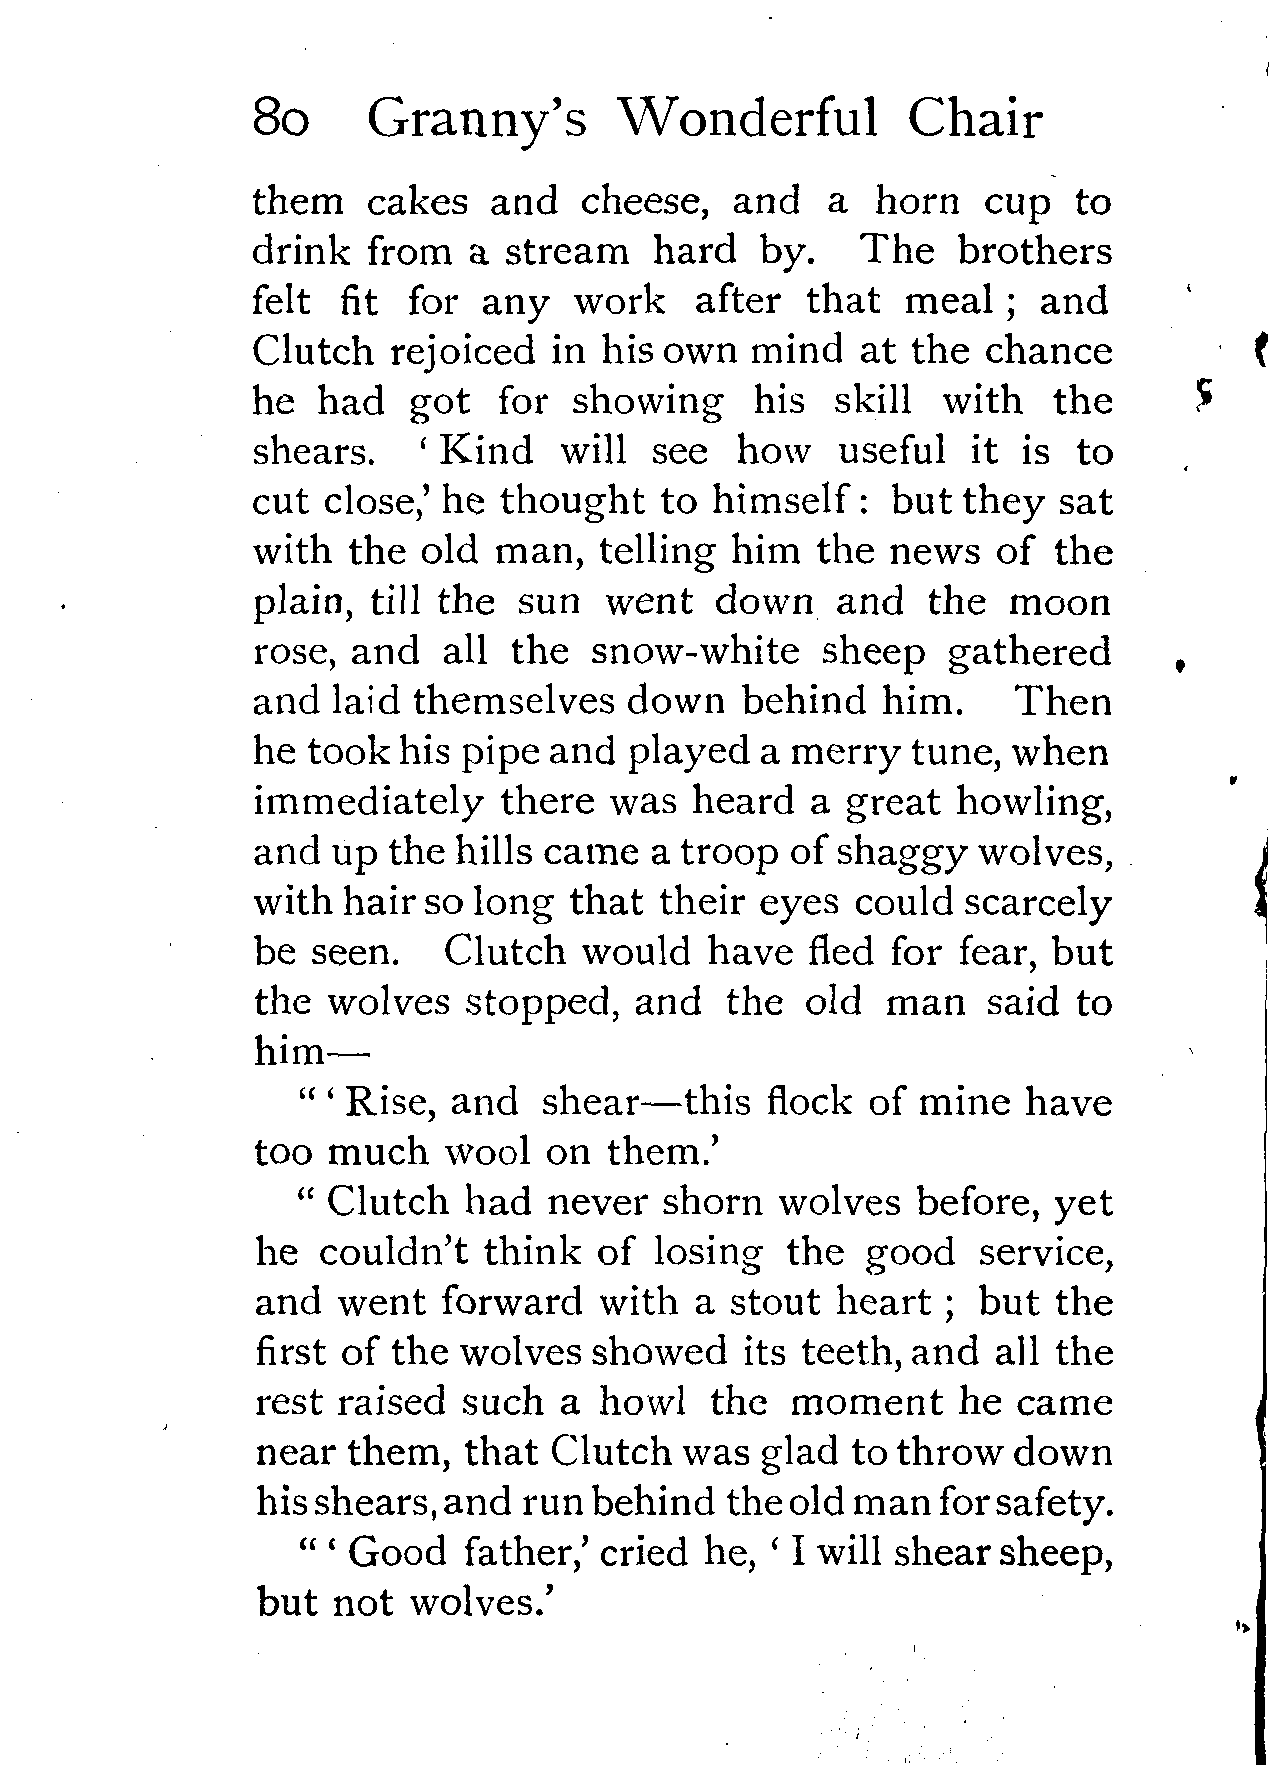 80 Granny's Wonderful Chair
them cakes and cheese, and a horn cup to
drink from a stream hard by. The brothers
felt fit for any work after that meal ; and
Clutch rejoiced in his own mind at the chance
he had got for showing his skill with the
shears. ‘ Kind will see how useful it is to
cut close,’ he thought to himself : but they sat
with the old man, telling him the news of the
plain, till the sun went down and the moon
rose, and all the snow-white sheep gathered
and laid themselves down behind him. Then
he took his pipe and played a merry tune, when
immediately there was heard a great howling,
and up the hills came a troop of shaggy wolves,
with hair so long that their eyes could scarcely
be seen. Clutch would have fled for fear, but
the wolves stopped, and the old man said to
him—
“ ‘ Rise, and shear—this flock of mine have
too much wool on them.’
“ Clutch had never shorn wolves before, yet
he couldn't think of losing the good service,
and went forward with a stout heart ; but the
first of the wolves showed its teeth, and all the
rest raised such a howl the moment he came
near them, that Clutch was glad to throw down
his shears, and run behind the old man for safety.
“ ‘ Good father,’ cried he, ‘ I will shear sheep,
but not wolves.’